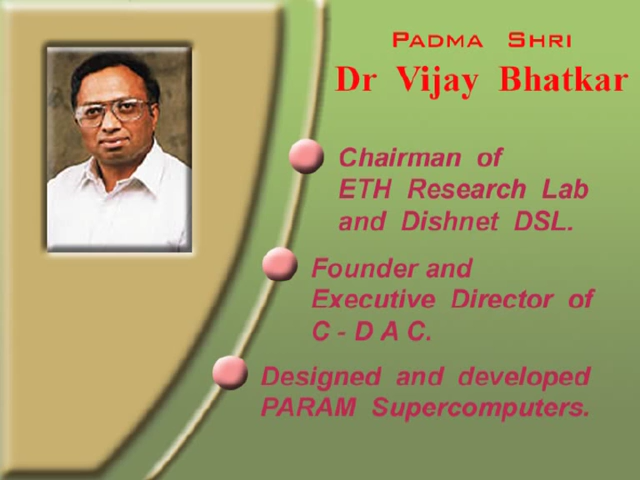 Padma Shri
Dr Vijay Bhatkar
Chairman of
ETH Research Lab
and Dishnet DSL.
Founder and
Executive Director of
C - D A C.
Designed and developed
PARAM Supercomputers.